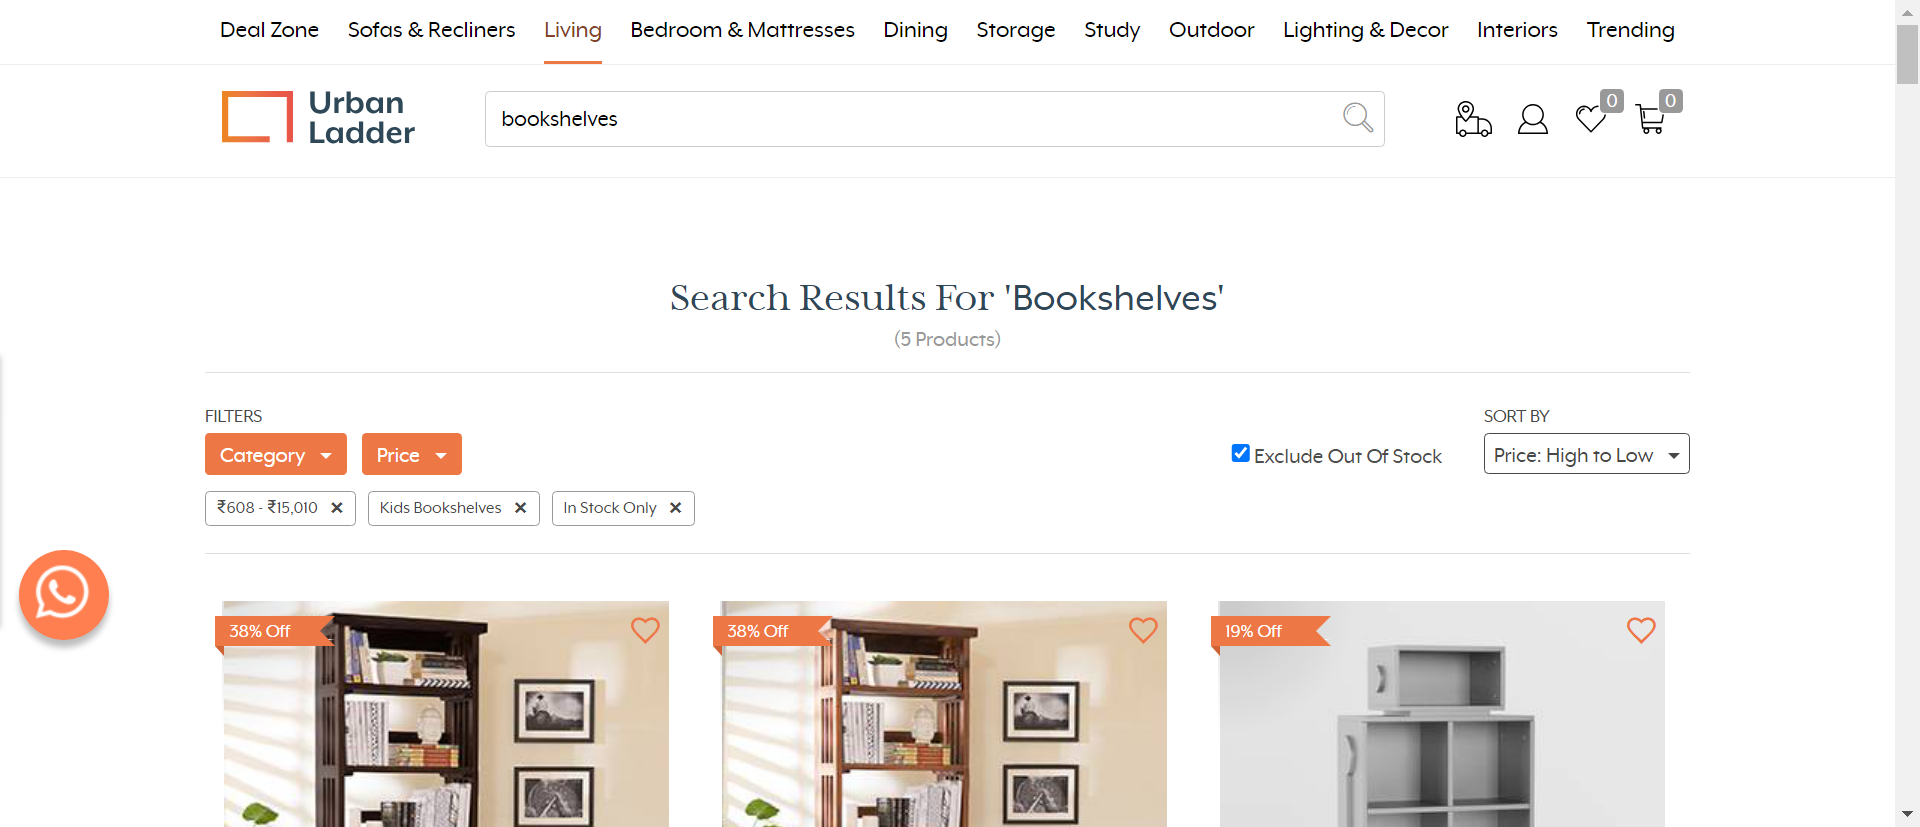 Deal Zone Sofas & Recliners Living Bedroom & Mattresses Dining Storage Study Outdoor Lighting & Decor Interiors Trending
Urban
Ladder
bookshelves
0
0
Search Results For 'Bookshelves'
(5 Products)
FILTERS
SORT BY
Category
Price
Exclude Out Of Stock
Price: High to Low
₹608 - ₹15,010 ✕
Kids Bookshelves ✕
In Stock Only ✕
38% Off
38% Off
19% Off